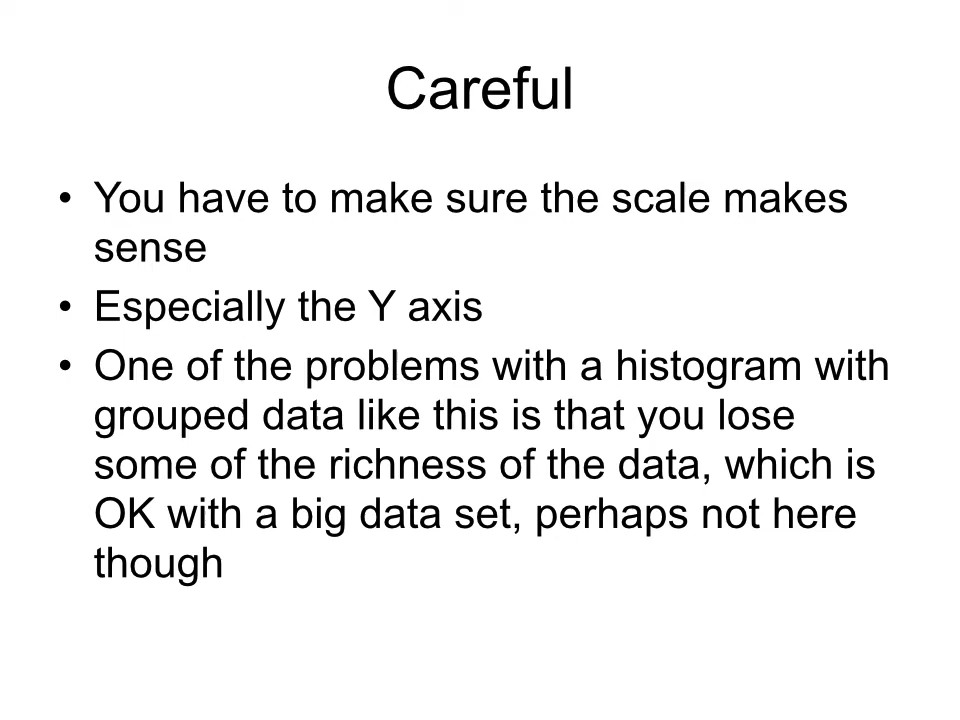 Careful
• You have to make sure the scale makes
sense
• Especially the Y axis
• One of the problems with a histogram with
grouped data like this is that you lose
some of the richness of the data, which is
OK with a big data set, perhaps not here
though